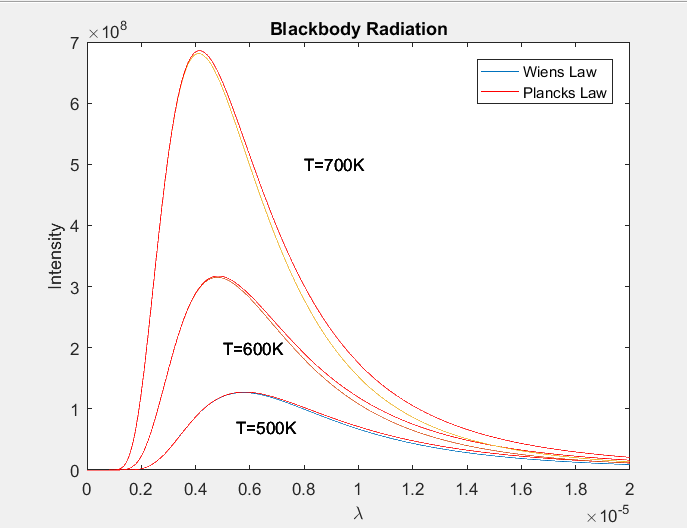 Blackbody Radiation
×10^8
7
6
5
4
3
2
1
0
Intensity
Wiens Law
Plancks Law
T=700K
T=600K
T=500K
0 0.2 0.4 0.6 0.8 1 1.2 1.4 1.6 1.8 2
λ
×10^-5